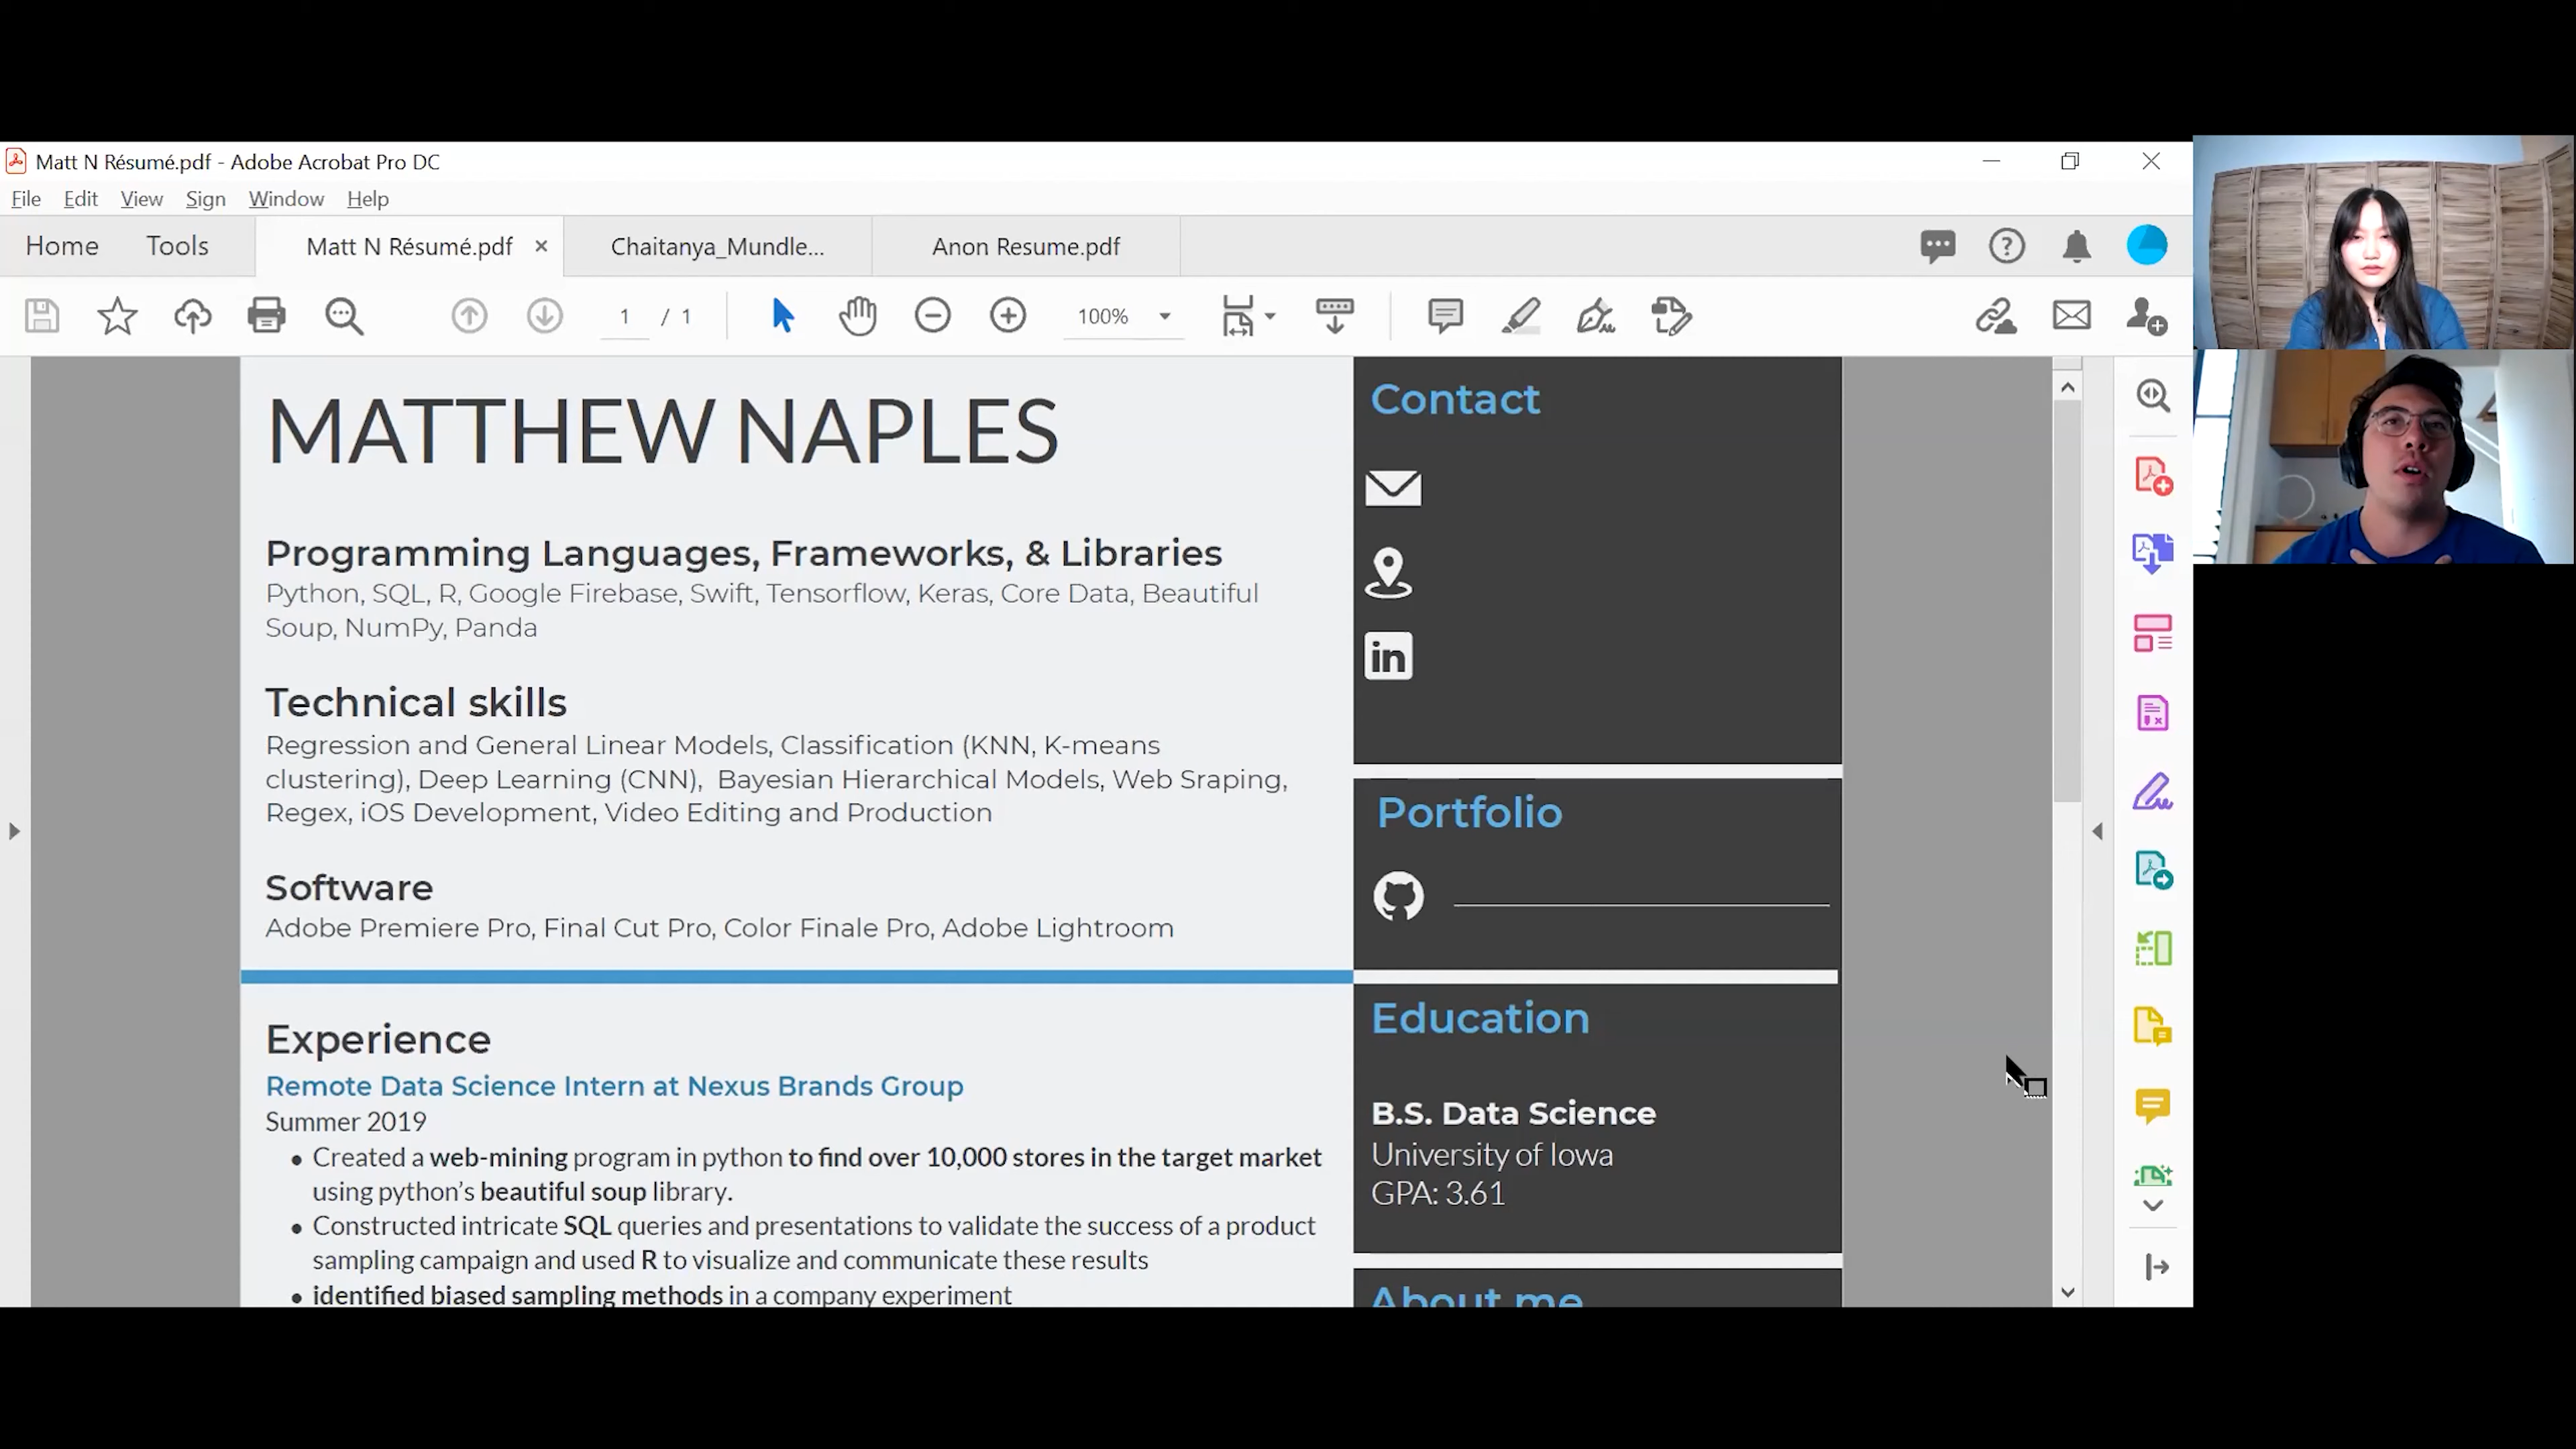 Matt N Résumé.pdf - Adobe Acrobat Pro DC
File Edit View Sign Window Help
Home Tools Matt N Résumé.pdf Chaitanya_Mundle... Anon Resume.pdf
1 / 1 100%
MATTHEW NAPLES
Programming Languages, Frameworks, & Libraries
Python, SQL, R, Google Firebase, Swift, Tensorflow, Keras, Core Data, Beautiful
Soup, NumPy, Panda
Technical skills
Regression and General Linear Models, Classification (KNN, K-means
clustering), Deep Learning (CNN), Bayesian Hierarchical Models, Web Sraping,
Regex, iOS Development, Video Editing and Production
Software
Adobe Premiere Pro, Final Cut Pro, Color Finale Pro, Adobe Lightroom
Experience
Remote Data Science Intern at Nexus Brands Group
Summer 2019
• Created a web-mining program in python to find over 10,000 stores in the target market
using python's beautiful soup library.
• Constructed intricate SQL queries and presentations to validate the success of a product
sampling campaign and used R to visualize and communicate these results
• identified biased sampling methods in a company experiment
Contact
in
Portfolio
Education
B.S. Data Science
University of Iowa
GPA: 3.61
About me